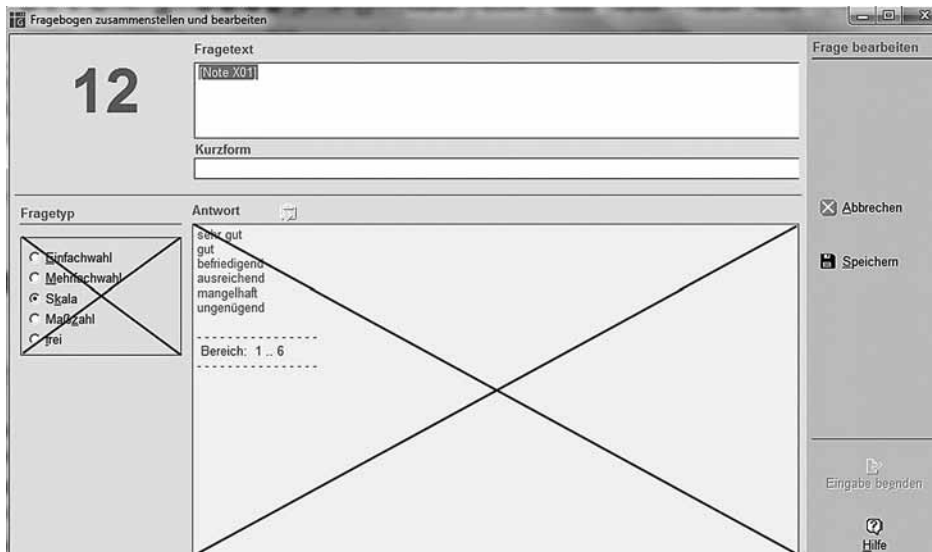 Fragebogen zusammenstellen und bearbeiten
12
Fragetext
[Note X01]
Kurzform
Fragetyp
Einfachwahl
Mehrfachwahl
Skala
Maßzahl
frei
Antwort
sehr gut
gut
befriedigend
ausreichend
mangelhaft
ungenügend
- - - - - - - - - - - - - - - -
Bereich: 1 .. 6
- - - - - - - - - - - - - - - -
Frage bearbeiten
Abbrechen
Speichern
Eingabe beenden
Hilfe